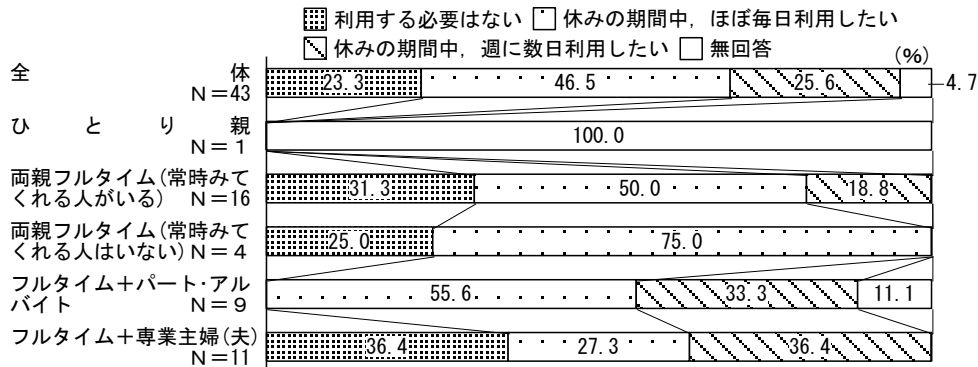 利用する必要はない 休みの期間中，ほぼ毎日利用したい
休みの期間中，週に数日利用したい 無回答
(%)
全体
N＝43
23.3 46.5 25.6 4.7
ひとり親
N＝1
100.0
両親フルタイム(常時みて
くれる人がいる) N＝16
31.3 50.0 18.8
両親フルタイム(常時みて
くれる人はいない) N＝4
25.0 75.0
フルタイム＋パート･アル
バイト N＝9
55.6 33.3 11.1
フルタイム＋専業主婦(夫)
N＝11
36.4 27.3 36.4